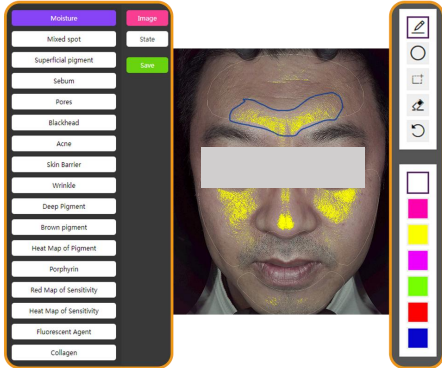 Moisture
Mixed spot
Superficial pigment
Sebum
Pores
Blackhead
Acne
Skin Barrier
Wrinkle
Deep Pigment
Brown pigment
Heat Map of Pigment
Porphyrin
Red Map of Sensitivity
Heat Map of Sensitivity
Fluorescent Agent
Collagen
Image
State
Save